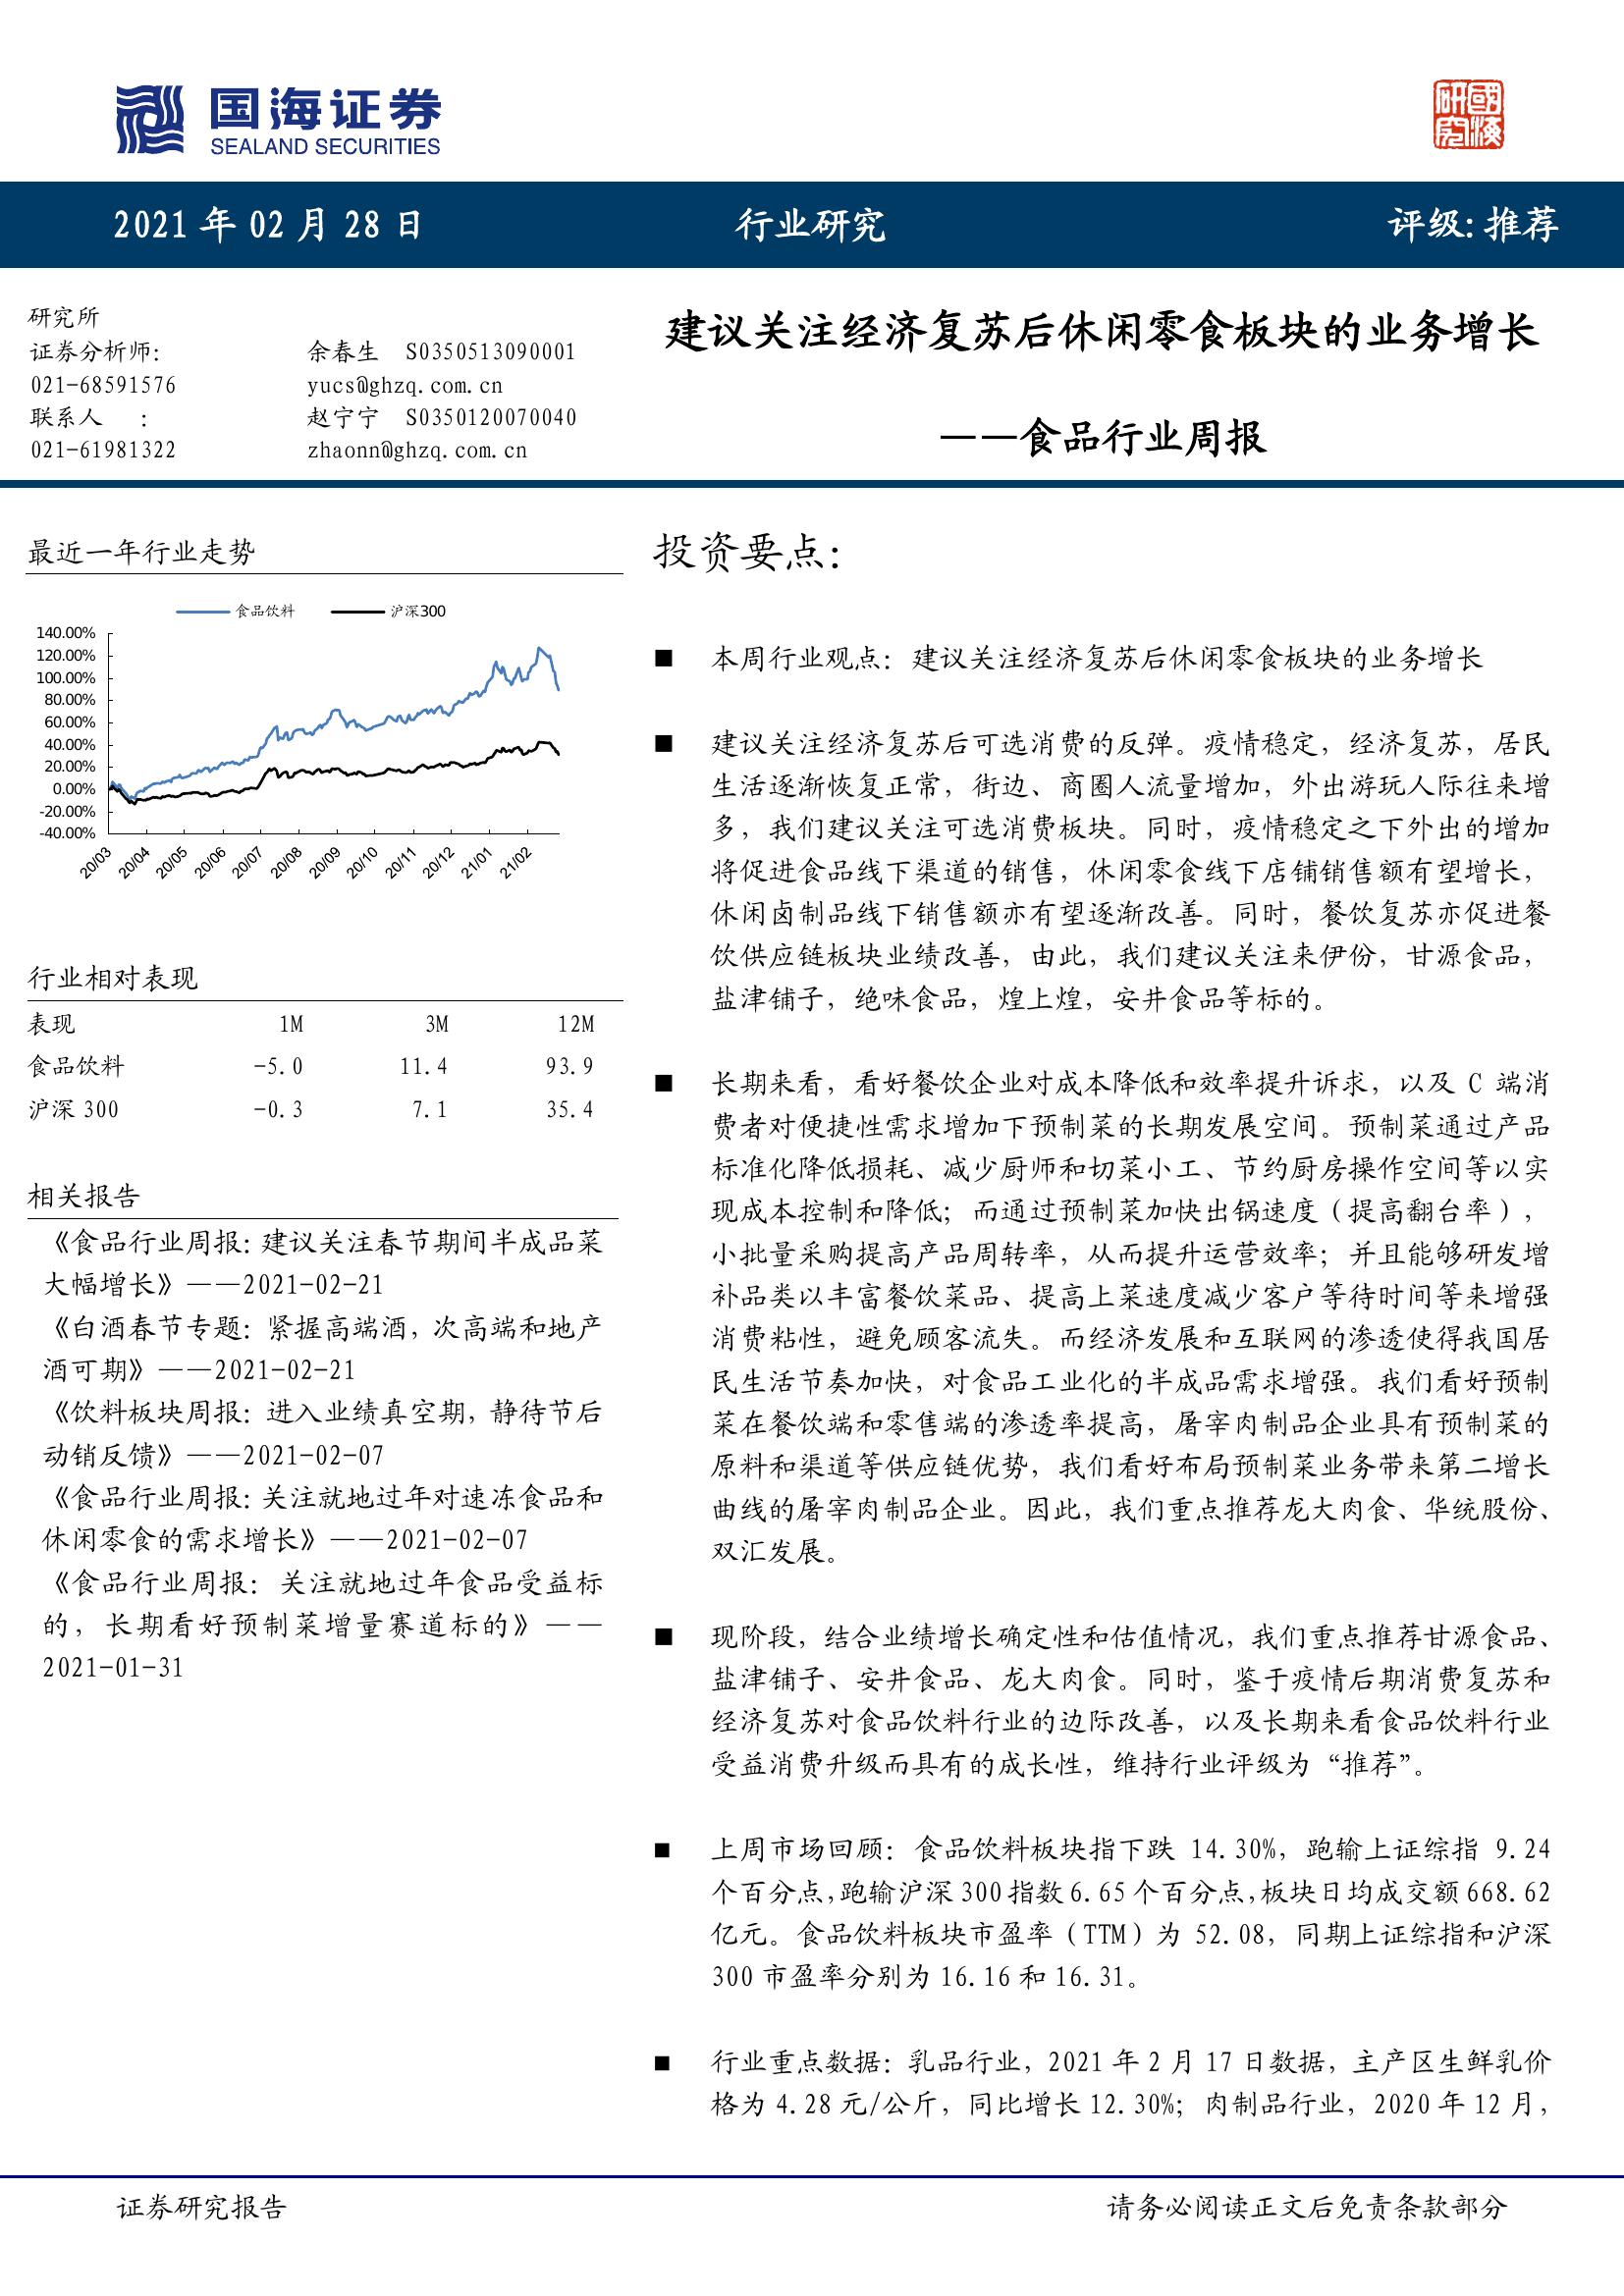 国海证券
SEALAND SECURITIES
國海研究
2021 年 02 月 28 日
行业研究
评级:推荐
研究所
证券分析师: 余春生 S0350513090001
021-68591576 yucs@ghzq.com.cn
联系人 : 赵宁宁 S0350120070040
021-61981322 zhaonn@ghzq.com.cn
建议关注经济复苏后休闲零食板块的业务增长
——食品行业周报
最近一年行业走势
食品饮料 沪深300
140.00%
120.00%
100.00%
80.00%
60.00%
40.00%
20.00%
0.00%
-20.00%
-40.00%
20/03 20/04 20/05 20/06 20/07 20/08 20/09 20/10 20/11 20/12 21/01 21/02
行业相对表现
表现 1M 3M 12M
食品饮料 -5.0 11.4 93.9
沪深 300 -0.3 7.1 35.4
相关报告
《食品行业周报:建议关注春节期间半成品菜
大幅增长》——2021-02-21
《白酒春节专题:紧握高端酒,次高端和地产
酒可期》——2021-02-21
《饮料板块周报:进入业绩真空期,静待节后
动销反馈》——2021-02-07
《食品行业周报:关注就地过年对速冻食品和
休闲零食的需求增长》——2021-02-07
《食品行业周报: 关注就地过年食品受益标
的,长期看好预制菜增量赛道标的》——
2021-01-31
投资要点:
■ 本周行业观点:建议关注经济复苏后休闲零食板块的业务增长
■ 建议关注经济复苏后可选消费的反弹。疫情稳定,经济复苏,居民
生活逐渐恢复正常,街边、商圈人流量增加,外出游玩人际往来增
多,我们建议关注可选消费板块。同时,疫情稳定之下外出的增加
将促进食品线下渠道的销售,休闲零食线下店铺销售额有望增长,
休闲卤制品线下销售额亦有望逐渐改善。同时,餐饮复苏亦促进餐
饮供应链板块业绩改善,由此,我们建议关注来伊份,甘源食品,
盐津铺子,绝味食品,煌上煌,安井食品等标的。
■ 长期来看,看好餐饮企业对成本降低和效率提升诉求,以及 C 端消
费者对便捷性需求增加下预制菜的长期发展空间。预制菜通过产品
标准化降低损耗、减少厨师和切菜小工、节约厨房操作空间等以实
现成本控制和降低;而通过预制菜加快出锅速度(提高翻台率),
小批量采购提高产品周转率,从而提升运营效率;并且能够研发增
补品类以丰富餐饮菜品、提高上菜速度减少客户等待时间等来增强
消费粘性,避免顾客流失。而经济发展和互联网的渗透使得我国居
民生活节奏加快,对食品工业化的半成品需求增强。我们看好预制
菜在餐饮端和零售端的渗透率提高,屠宰肉制品企业具有预制菜的
原料和渠道等供应链优势,我们看好布局预制菜业务带来第二增长
曲线的屠宰肉制品企业。因此,我们重点推荐龙大肉食、华统股份、
双汇发展。
■ 现阶段,结合业绩增长确定性和估值情况,我们重点推荐甘源食品、
盐津铺子、安井食品、龙大肉食。同时,鉴于疫情后期消费复苏和
经济复苏对食品饮料行业的边际改善,以及长期来看食品饮料行业
受益消费升级而具有的成长性,维持行业评级为“推荐”。
■ 上周市场回顾:食品饮料板块指下跌 14.30%,跑输上证综指 9.24
个百分点,跑输沪深 300 指数 6.65 个百分点,板块日均成交额 668.62
亿元。食品饮料板块市盈率(TTM)为 52.08,同期上证综指和沪深
300 市盈率分别为 16.16 和 16.31。
■ 行业重点数据:乳品行业,2021 年 2 月 17 日数据,主产区生鲜乳价
格为 4.28 元/公斤,同比增长 12.30%;肉制品行业,2020 年 12 月,
证券研究报告
请务必阅读正文后免责条款部分